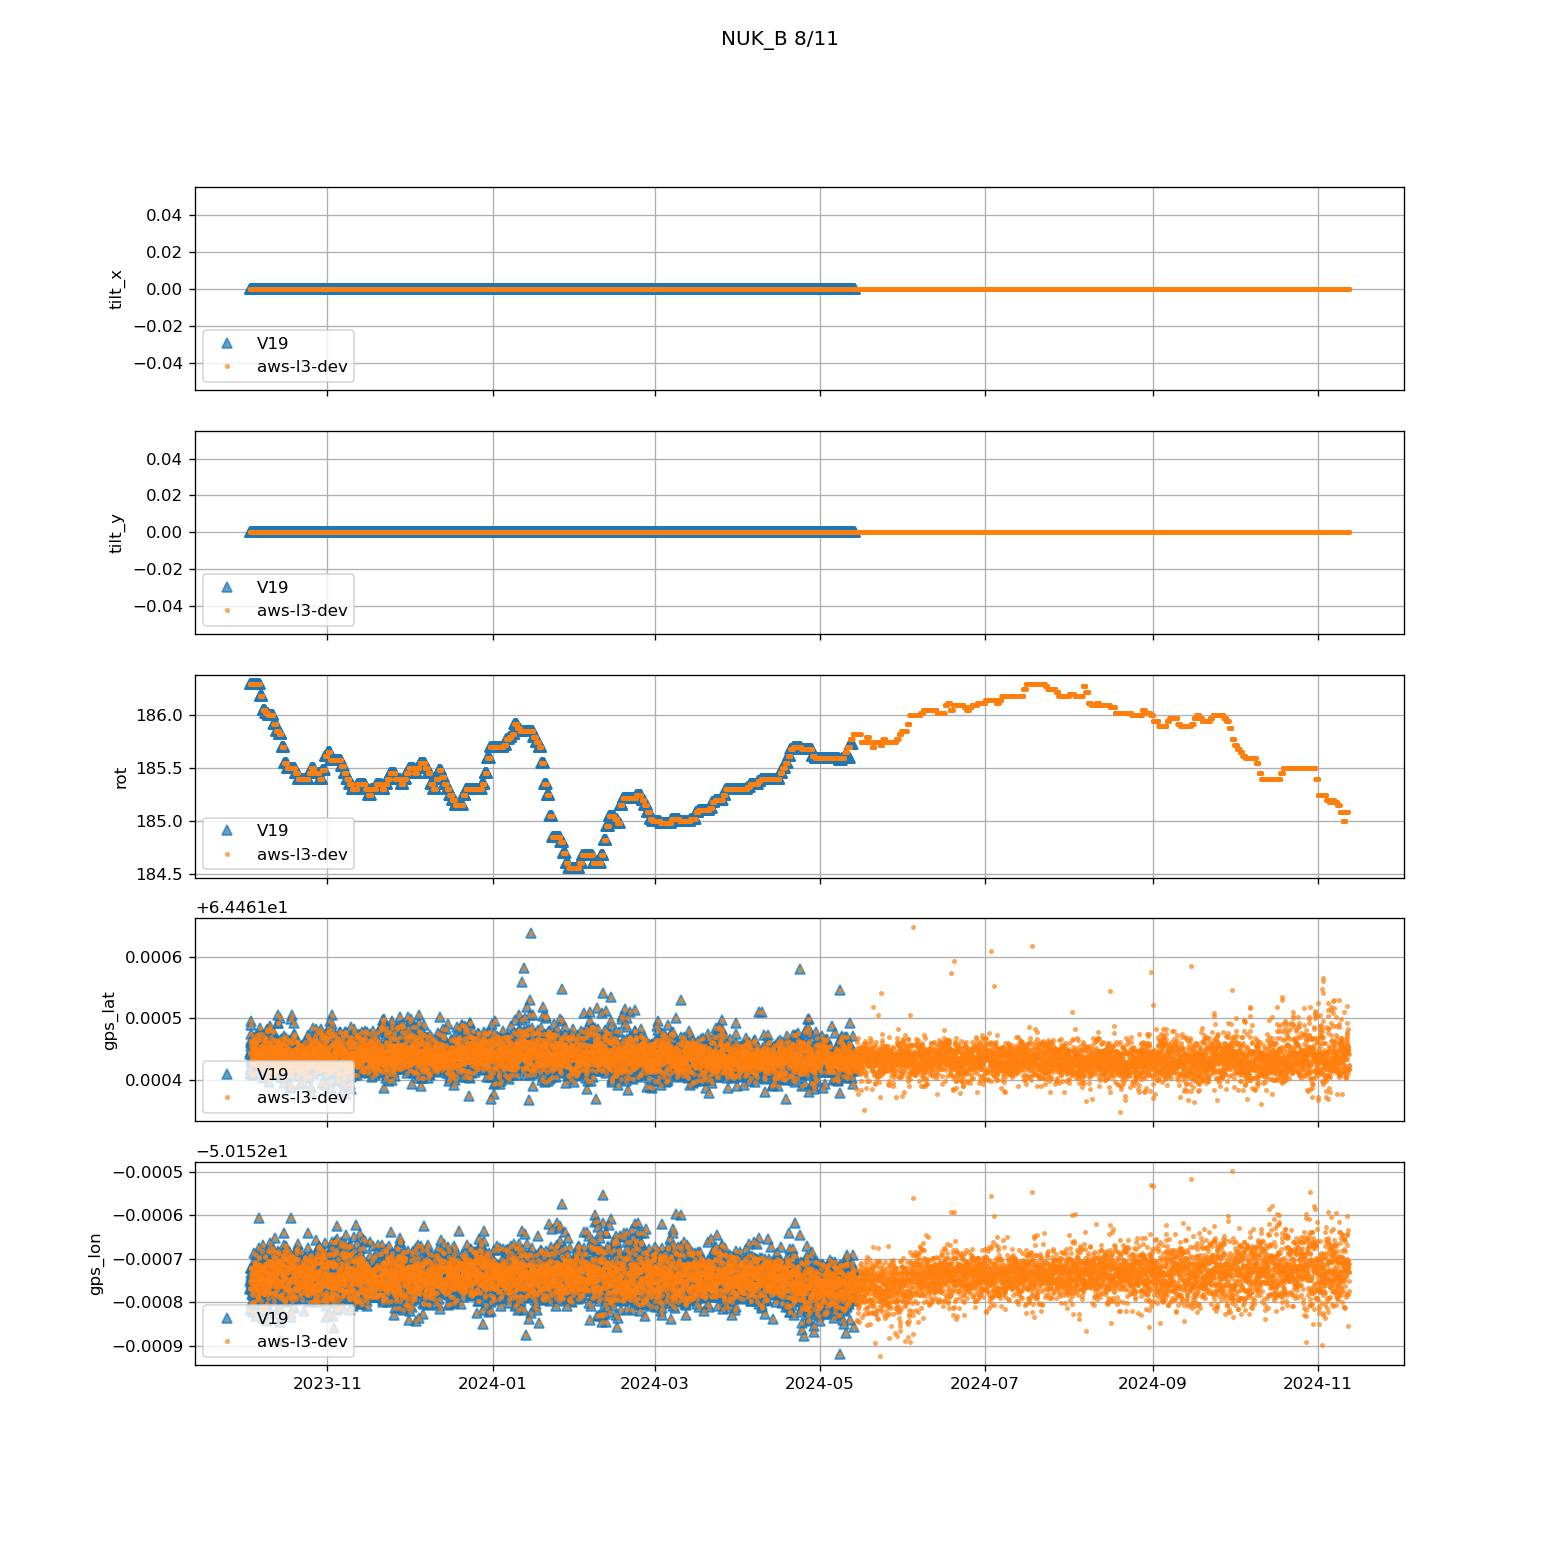 NUK_B 8/11
0.04
0.02
0.00
−0.02
−0.04
tilt_x
V19
aws-l3-dev
0.04
0.02
0.00
−0.02
−0.04
tilt_y
V19
aws-l3-dev
186.0
185.5
185.0
184.5
rot
V19
aws-l3-dev
+6.4461e1
0.0006
0.0005
0.0004
gps_lat
V19
aws-l3-dev
−5.0152e1
−0.0005
−0.0006
−0.0007
−0.0008
−0.0009
gps_lon
V19
aws-l3-dev
2023-11 2024-01 2024-03 2024-05 2024-07 2024-09 2024-11